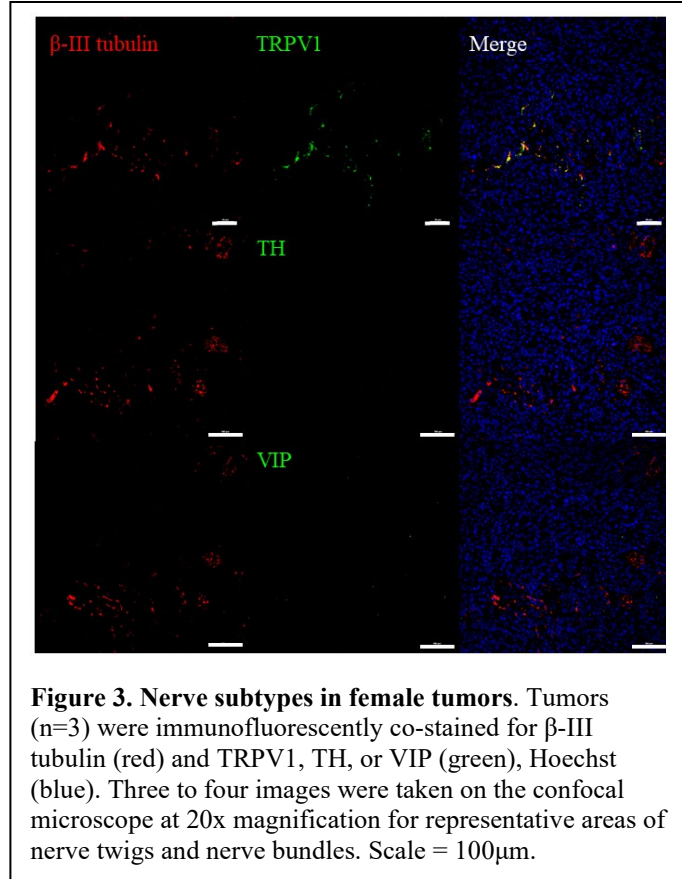 β-III tubulin TRPV1 Merge
TH
VIP
Figure 3. Nerve subtypes in female tumors. Tumors
(n=3) were immunofluorescently co-stained for β-III
tubulin (red) and TRPV1, TH, or VIP (green), Hoechst
(blue). Three to four images were taken on the confocal
microscope at 20x magnification for representative areas of
nerve twigs and nerve bundles. Scale = 100μm.